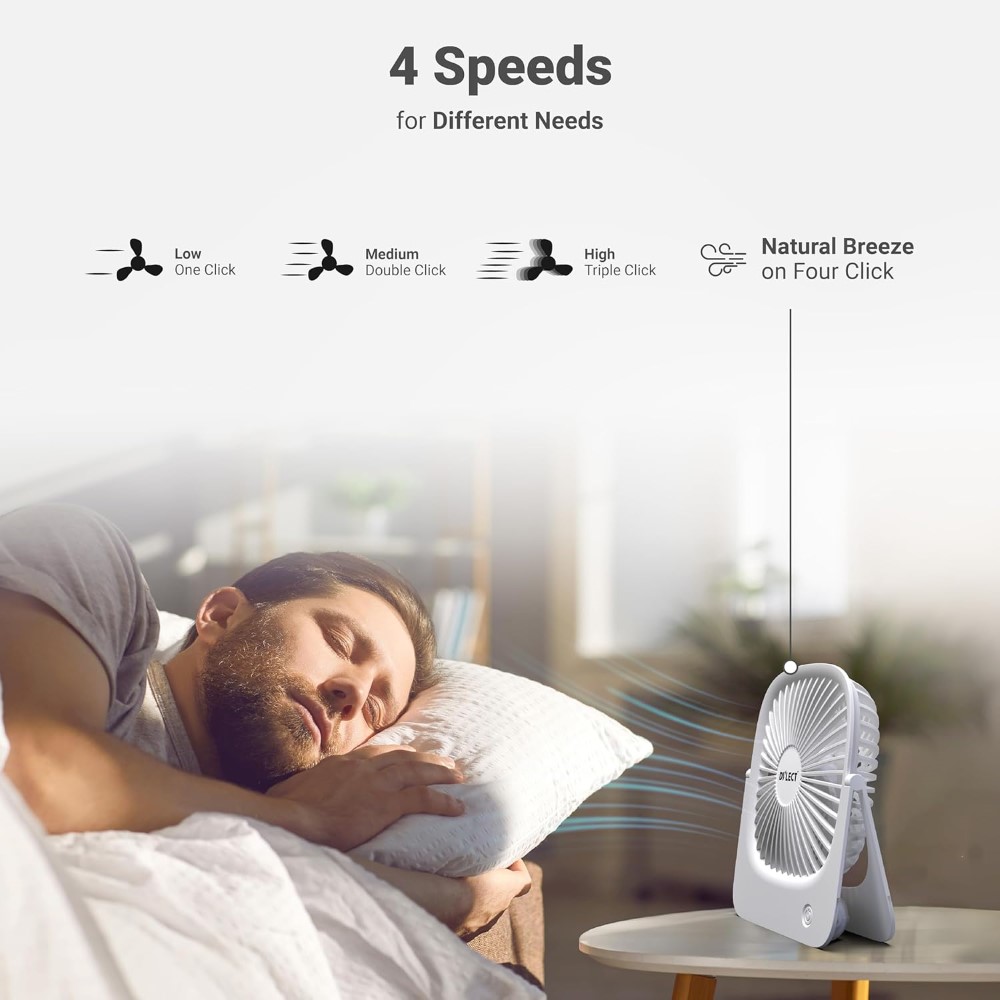 4 Speeds
for Different Needs
Low
One Click
Medium
Double Click
High
Triple Click
Natural Breeze
on Four Click
DYLECT